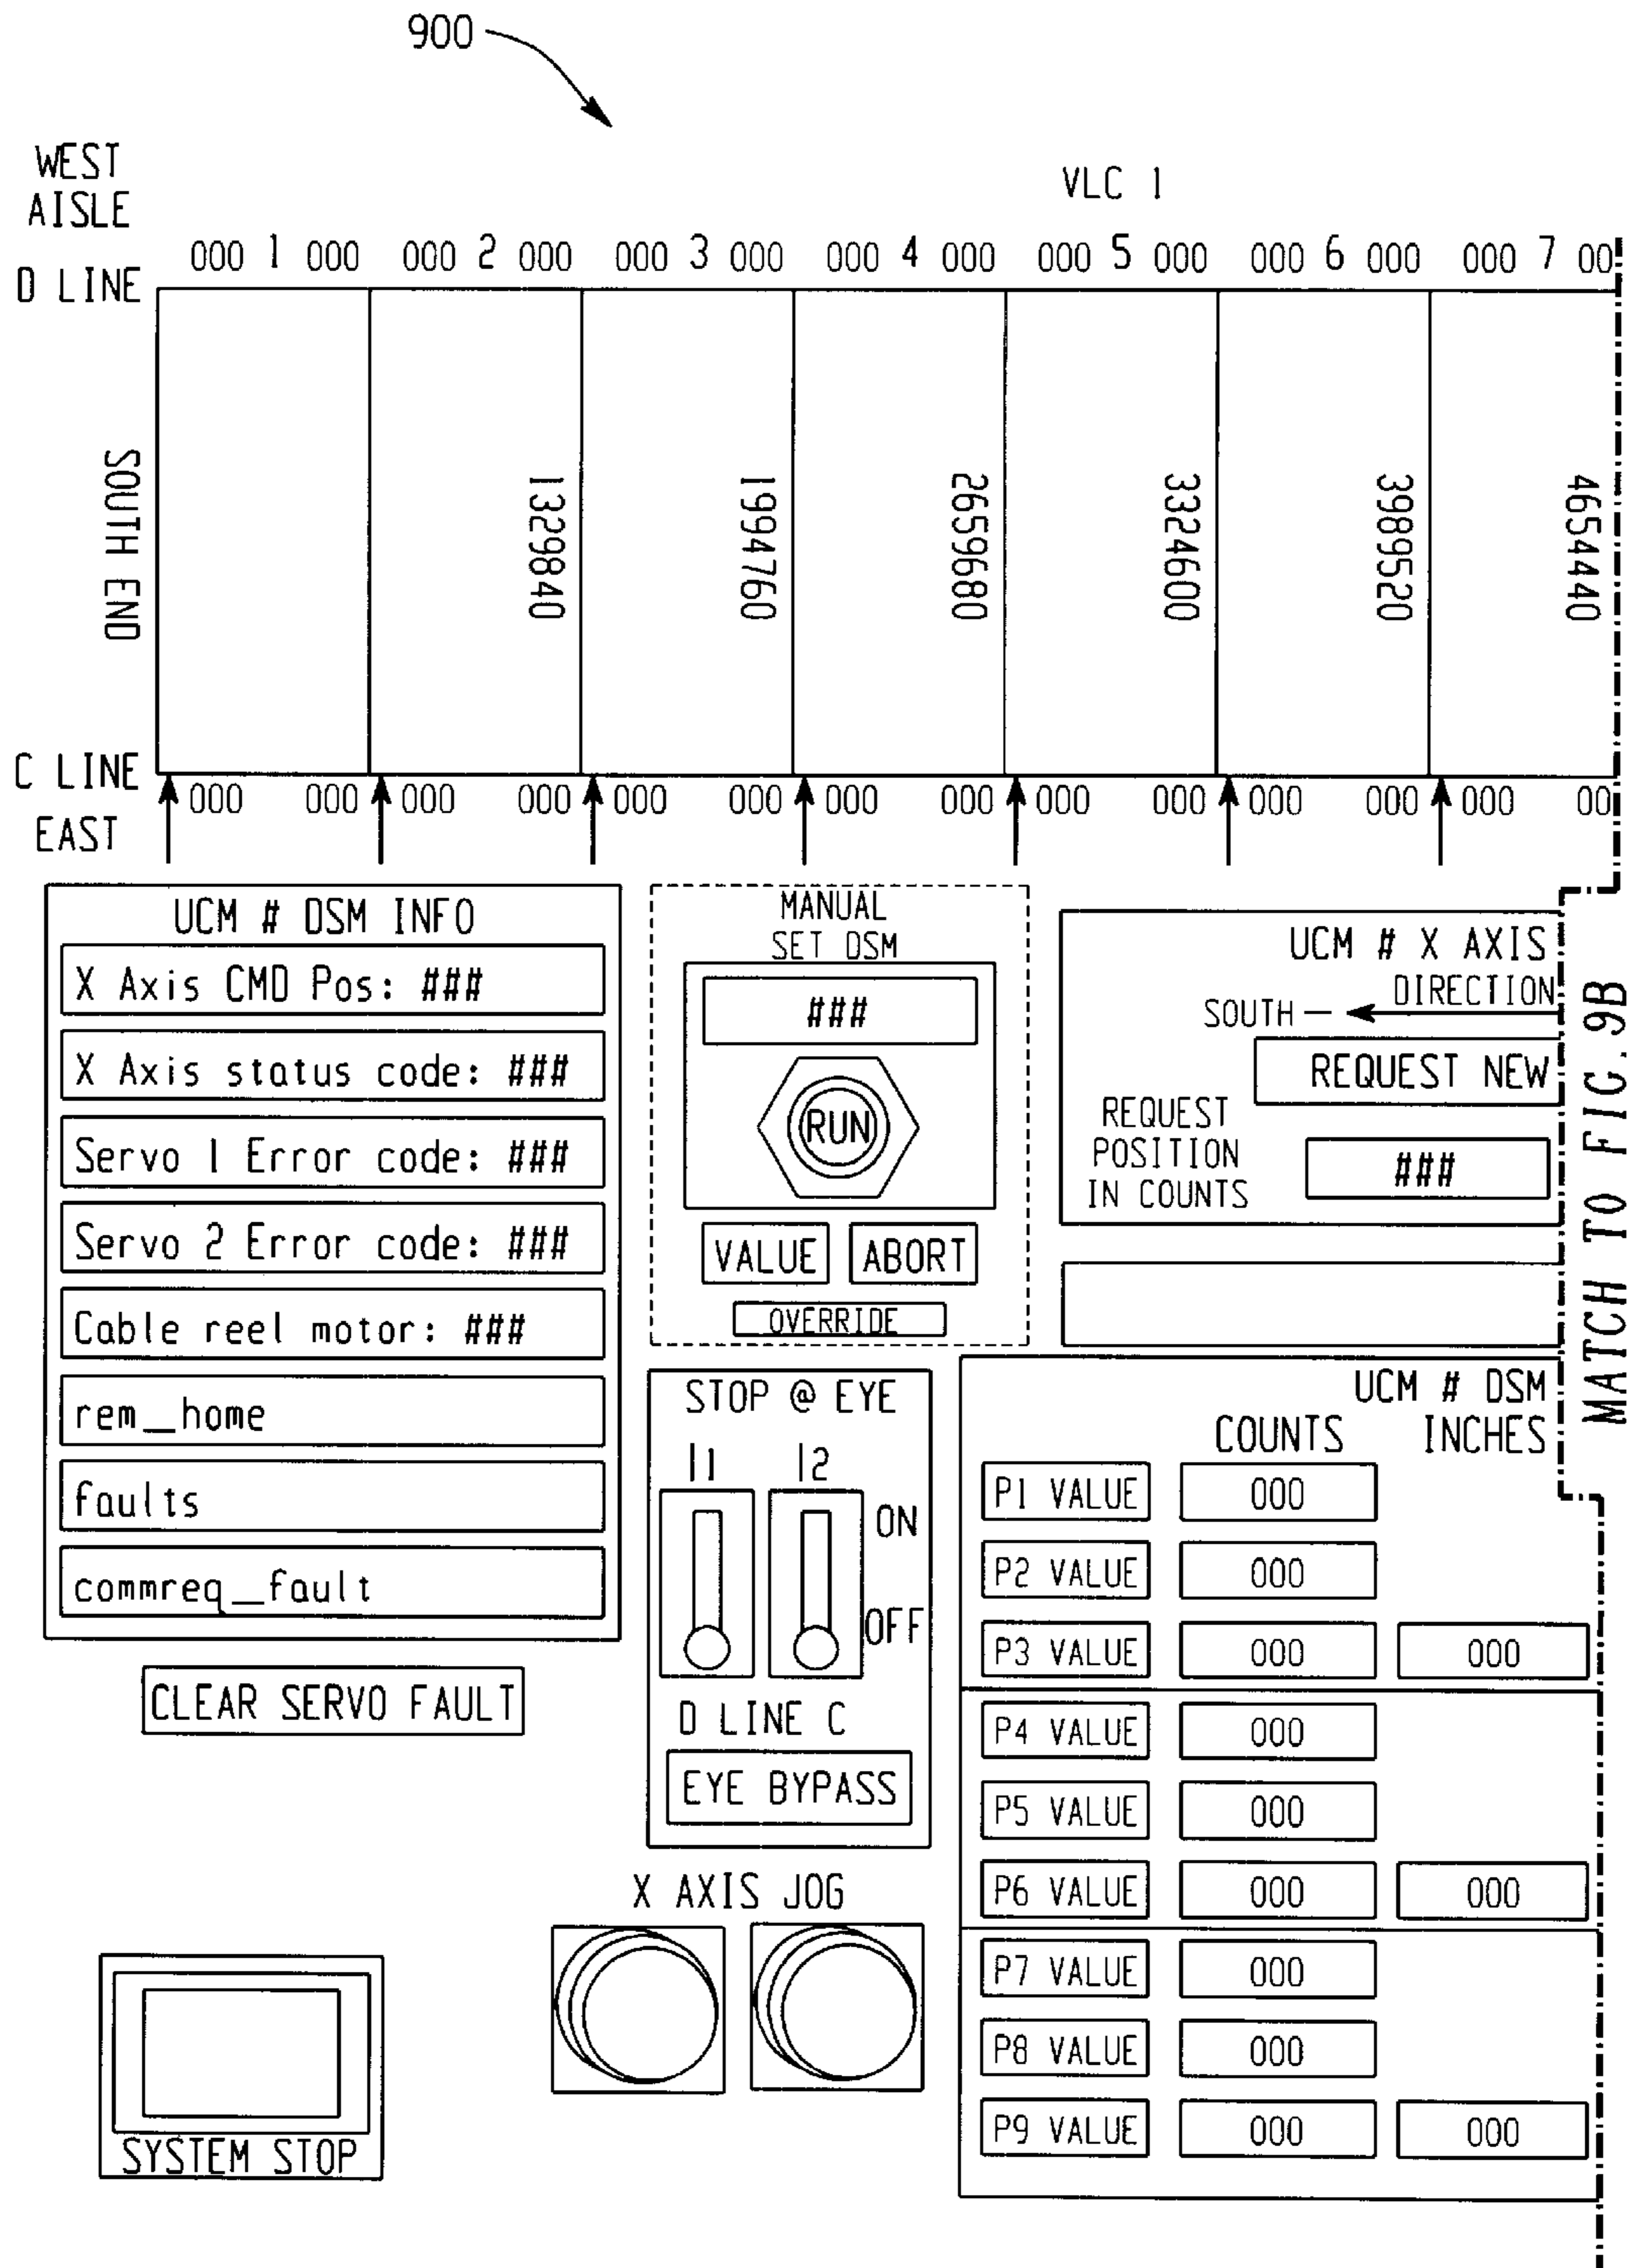 900
WEST
AISLE
VLC 1
000 1 000 000 2 000 000 3 000 000 4 000 000 5 000 000 6 000 000 7 00
D LINE
SOUTH END
1329840
1994760
2659680
3324600
3989520
4654440
C LINE
000 000 000 000 000 000 000 000 000 000 000 000 000 00
EAST
UCM # DSM INFO
X Axis CMD Pos: ###
X Axis status code: ###
Servo 1 Error code: ###
Servo 2 Error code: ###
Cable reel motor: ###
rem_home
faults
commreq_fault
CLEAR SERVO FAULT
SYSTEM STOP
MANUAL
SET DSM
###
RUN
VALUE ABORT
OVERRIDE
STOP @ EYE
I1 I2
ON
OFF
D LINE C
EYE BYPASS
X AXIS JOG
UCM # X AXIS
DIRECTION
SOUTH –
REQUEST NEW
REQUEST
POSITION
IN COUNTS
###
UCM # DSM
COUNTS INCHES
P1 VALUE 000
P2 VALUE 000
P3 VALUE 000 000
P4 VALUE 000
P5 VALUE 000
P6 VALUE 000 000
P7 VALUE 000
P8 VALUE 000
P9 VALUE 000 000
MATCH TO FIG. 9B